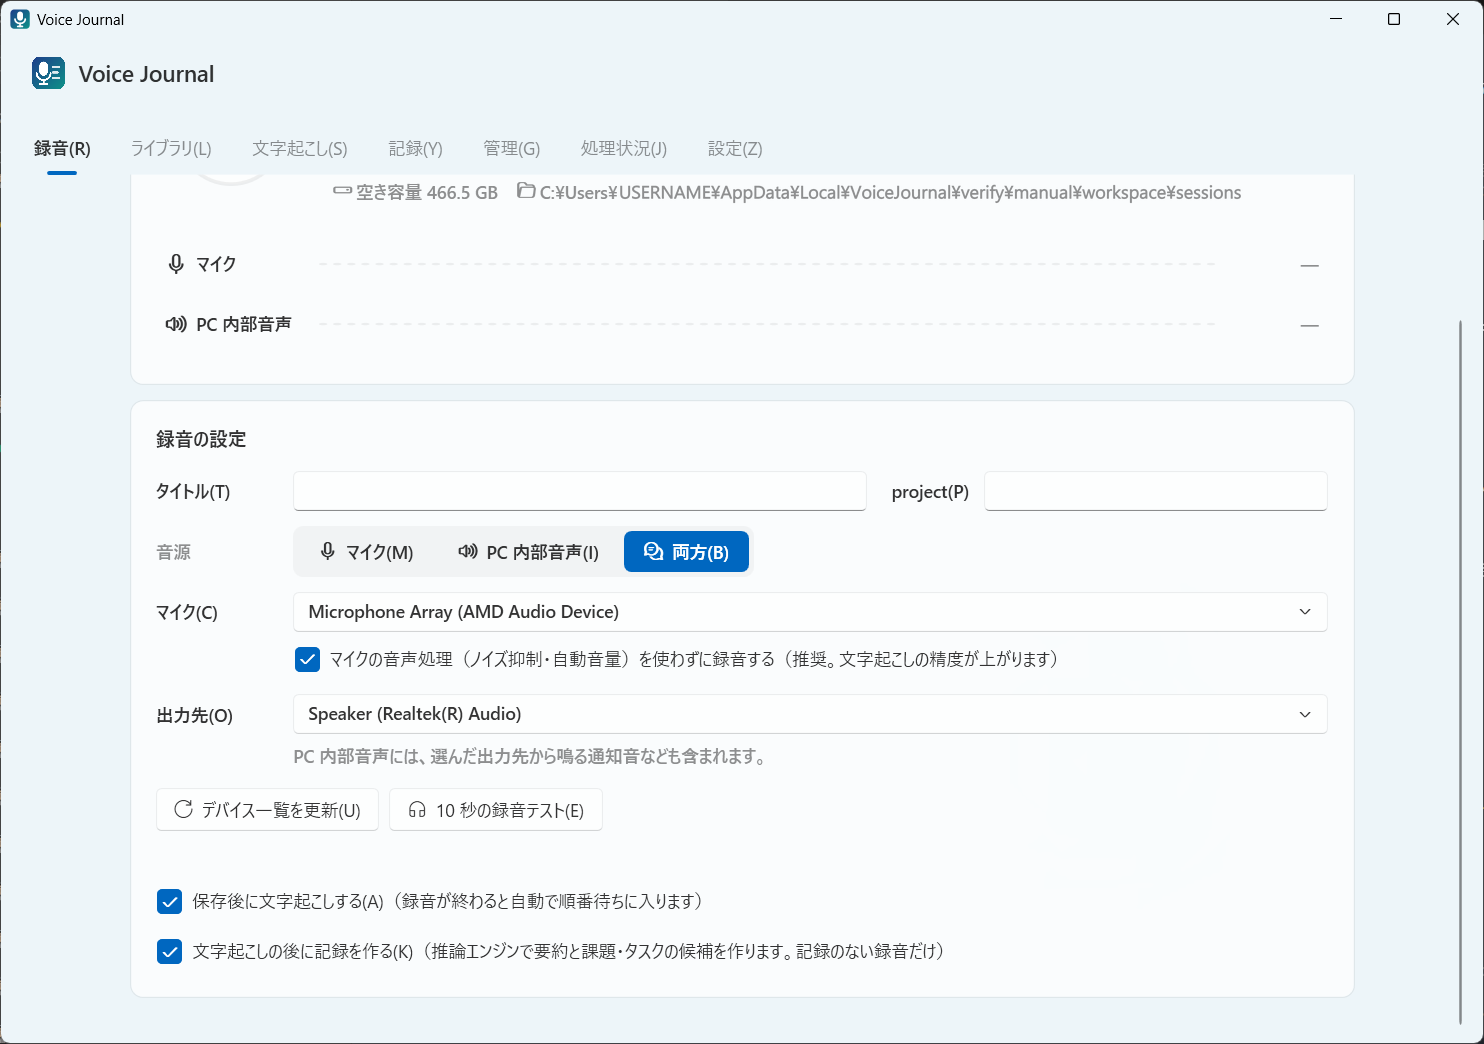 Voice Journal
Voice Journal
録音(R) ライブラリ(L) 文字起こし(S) 記録(Y) 管理(G) 処理状況(J) 設定(Z)
空き容量 466.5 GB C:¥Users¥USERNAME¥AppData¥Local¥VoiceJournal¥verify¥manual¥workspace¥sessions
マイク —
PC 内部音声 —
録音の設定
タイトル(T) project(P)
音源 マイク(M) PC 内部音声(I) 両方(B)
マイク(C) Microphone Array (AMD Audio Device)
マイクの音声処理（ノイズ抑制・自動音量）を使わずに録音する（推奨。文字起こしの精度が上がります）
出力先(O) Speaker (Realtek(R) Audio)
PC 内部音声には、選んだ出力先から鳴る通知音なども含まれます。
デバイス一覧を更新(U) 10 秒の録音テスト(E)
保存後に文字起こしする(A)（録音が終わると自動で順番待ちに入ります）
文字起こしの後に記録を作る(K)（推論エンジンで要約と課題・タスクの候補を作ります。記録のない録音だけ）